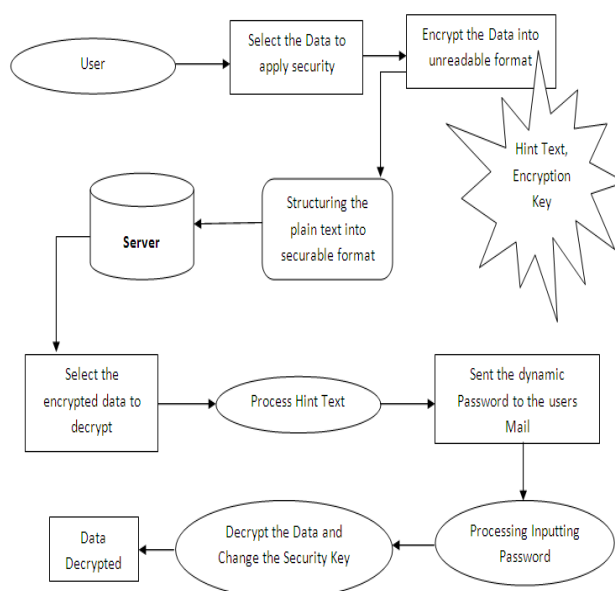 User
Select the Data to
apply security
Encrypt the Data into
unreadable format
Hint Text,
Encryption
Key
Server
Structuring the
plain text into
securable format
Select the
encrypted data to
decrypt
Process Hint Text
Sent the dynamic
Password to the users
Mail
Data
Decrypted
Decrypt the Data and
Change the Security Key
Processing Inputting
Password